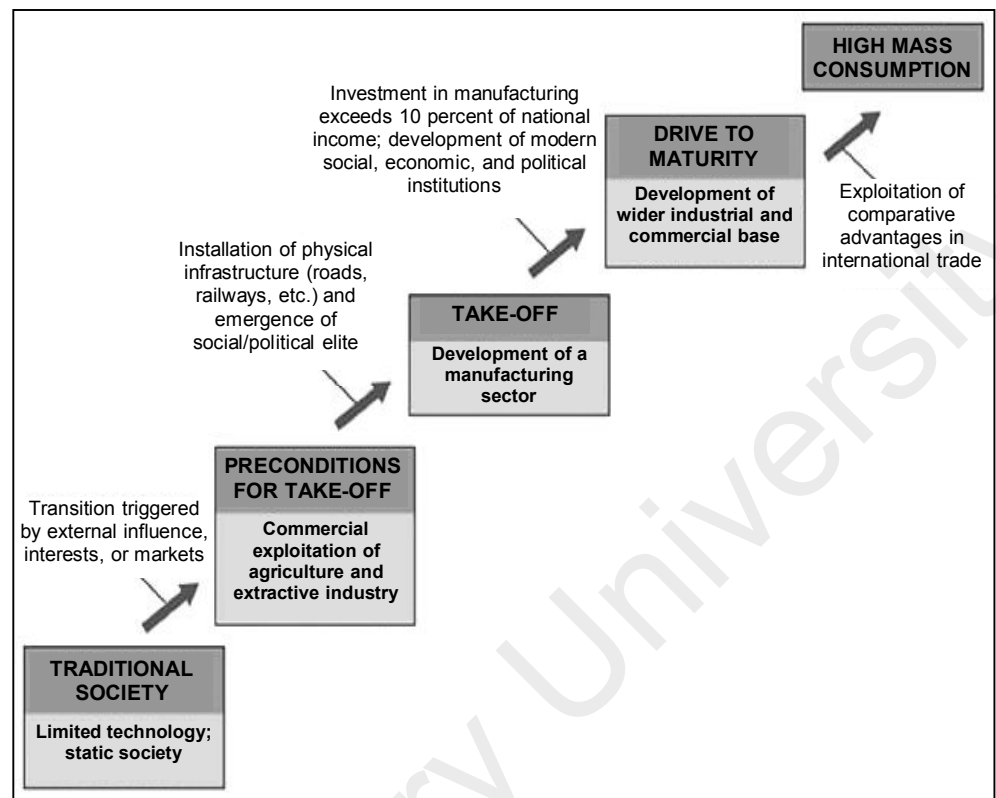 HIGH MASS
CONSUMPTION
Investment in manufacturing
exceeds 10 percent of national
income; development of modern
social, economic, and political
institutions
DRIVE TO
MATURITY
Development of
wider industrial and
commercial base
Exploitation of
comparative
advantages in
international trade
Installation of physical
infrastructure (roads,
railways, etc.) and
emergence of
social/political elite
TAKE-OFF
Development of a
manufacturing
sector
PRECONDITIONS
FOR TAKE-OFF
Commercial
exploitation of
agriculture and
extractive industry
Transition triggered
by external influence,
interests, or markets
TRADITIONAL
SOCIETY
Limited technology;
static society
University